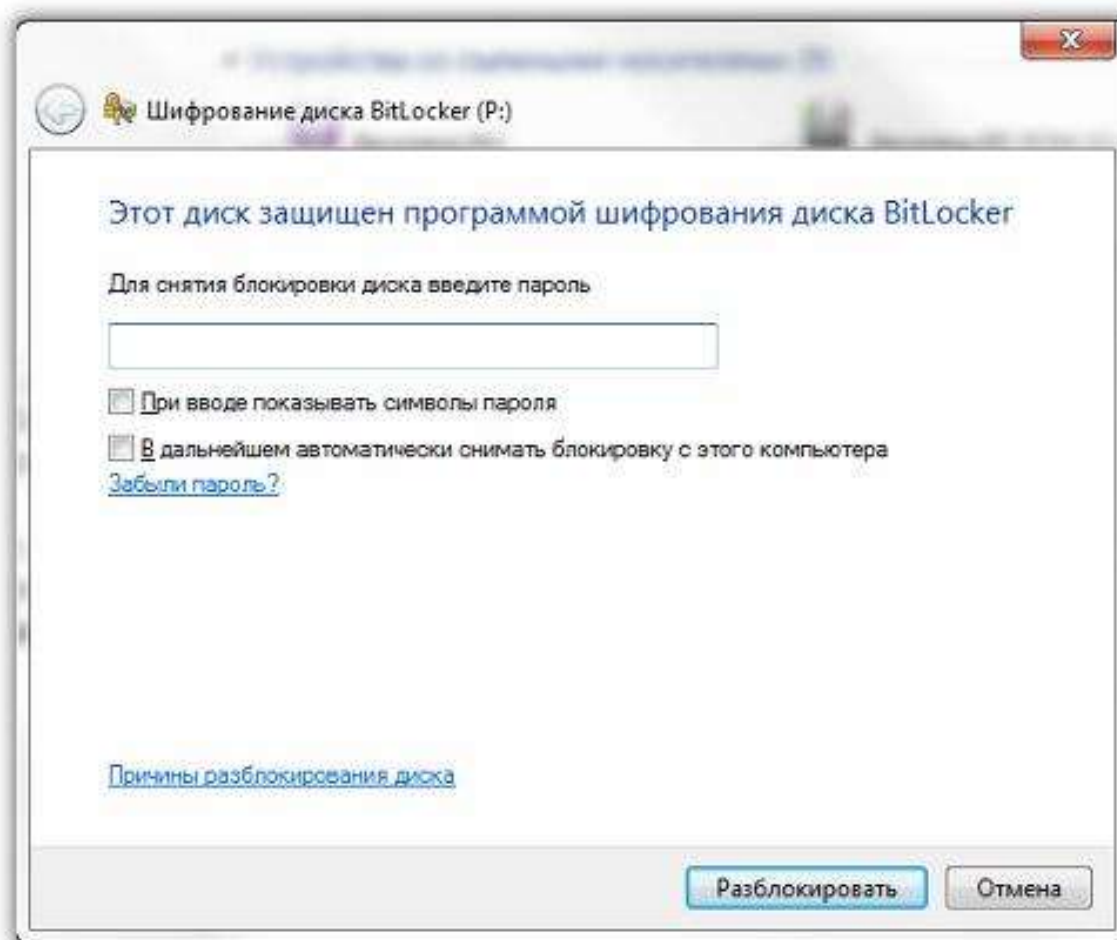 Шифрование диска BitLocker (P:)
Этот диск защищен программой шифрования диска BitLocker
Для снятия блокировки диска введите пароль
При вводе показывать символы пароля
В дальнейшем автоматически снимать блокировку с этого компьютера
Забыли пароль?
Причины разблокирования диска
Разблокировать Отмена